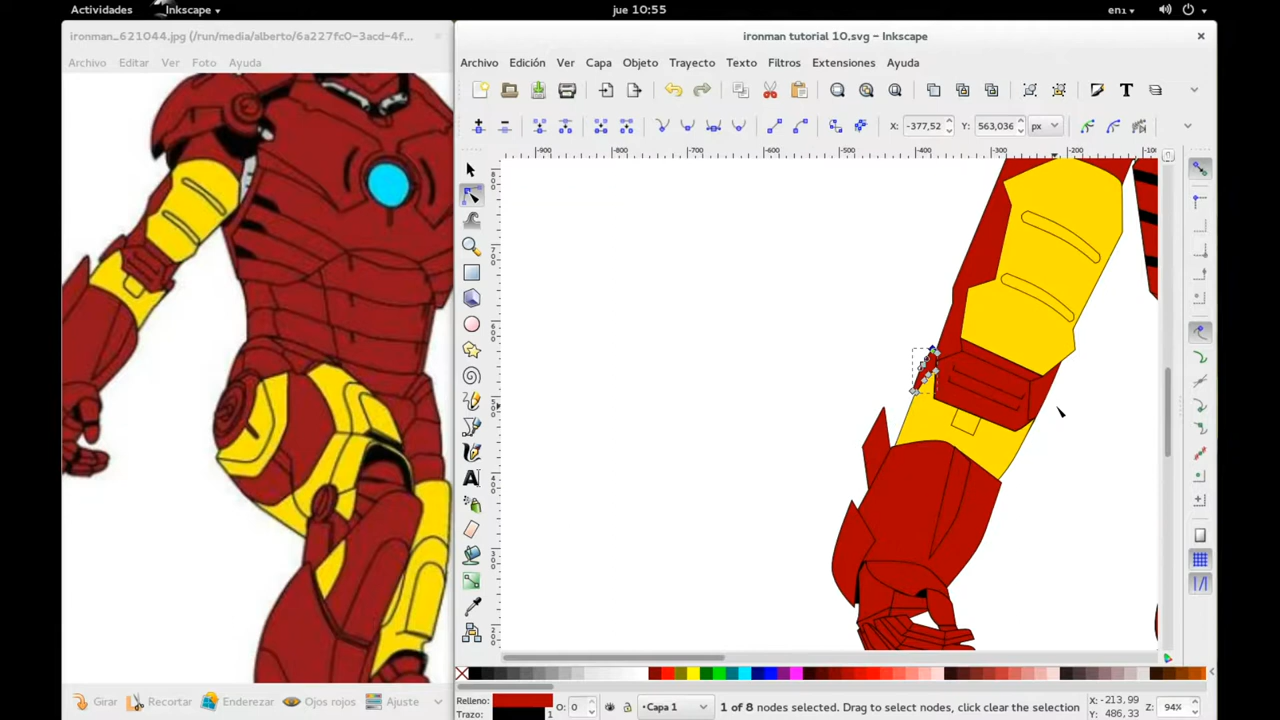 Actividades Inkscape jue 10:55 en1
ironman_621044.jpg (/run/media/alberto/6a227fc0-3acd-4f...
ironman tutorial 10.svg – Inkscape
Archivo Editar Ver Foto Ayuda
Archivo Edición Ver Capa Objeto Trayecto Texto Filtros Extensiones Ayuda
X: -377,52 Y: 563,036 px
-900 -800 -700 -600 -500 -400 -300 -200 -100
Girar Recortar Enderezar Ojos rojos Ajuste
Relleno:
Trazo: 1
O: 0
•Capa 1
1 of 8 nodes selected. Drag to select nodes, click clear the selection
X: -213,99
Y: 486,33
Z: 94%